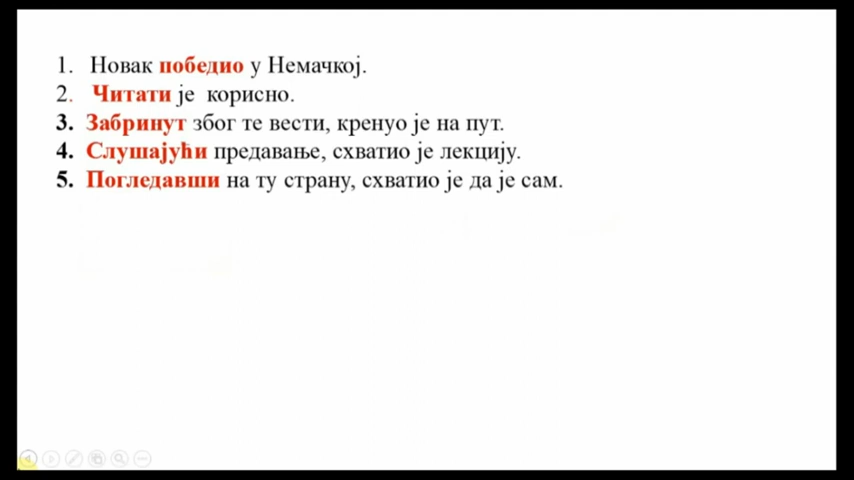 1. Новак победио у Немачкој.
2. Читати је корисно.
3. Забринут због те вести, кренуо је на пут.
4. Слушајући предавање, схватио је лекцију.
5. Погледавши на ту страну, схватио је да је сам.